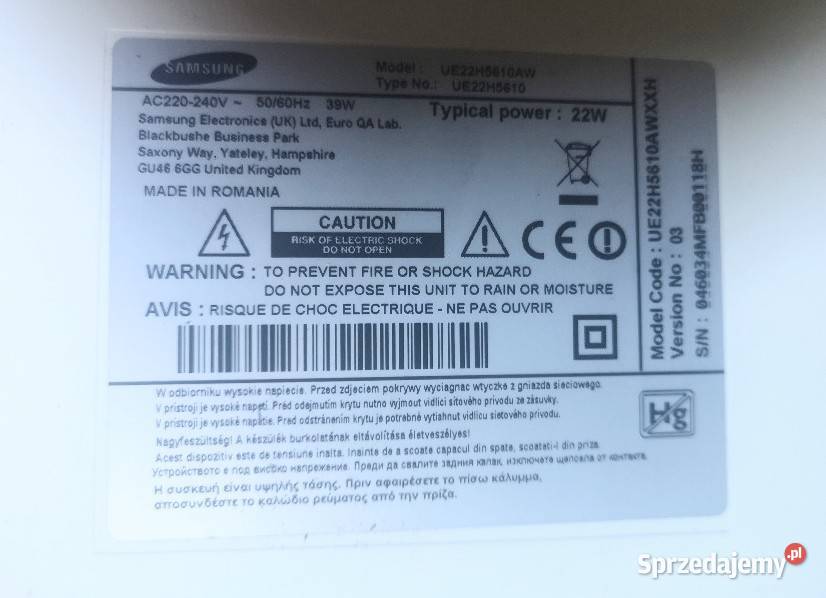 SAMSUNG
Model : UE22H5610AW
Type No.: UE22H5610
AC220-240V ~ 50/60Hz 39W
Typical power : 22W
Samsung Electronics (UK) Ltd, Euro QA Lab.
Blackbushe Business Park
Saxony Way, Yateley, Hampshire
GU46 6GG United Kingdom
MADE IN ROMANIA
CAUTION
RISK OF ELECTRIC SHOCK
DO NOT OPEN
CE
WARNING : TO PREVENT FIRE OR SHOCK HAZARD
DO NOT EXPOSE THIS UNIT TO RAIN OR MOISTURE
AVIS : RISQUE DE CHOC ELECTRIQUE - NE PAS OUVRIR
Model Code : UE22H5610AWXXH
Version No : 03
S/N : 046034MFB00118H
W odbiorniku wysokie napiecie. Przed zdjeciem pokrywy wyciagnac wtyczke z gniazda sieciowego.
V prístroji je vysoké napetí. Pred odejmutím krytu nutno vyjmout vidlici sítového prívodu ze zásuvky.
V prístroji je vysoké napätie. Pred odstránením krytu je potrebné vytiahnut vidlicu sietového prívodu.
Nagyfeszültség! A készülék burkolatának eltávolítása életveszélyes!
Acest dispozitiv este de tensiune inalta. Inainte de a scoate capacul din spate, scoateti-l din priza.
Устройството е под високо напрежение. Преди да свалите задния капак, изключете щепсела от контакта.
Η συσκευή είναι υψηλής τάσης. Πριν αφαιρέσετε το πίσω κάλυμμα,
αποσυνδέστε το καλώδιο ρεύματος από την πρίζα.
Hg
Sprzedajemy.pl